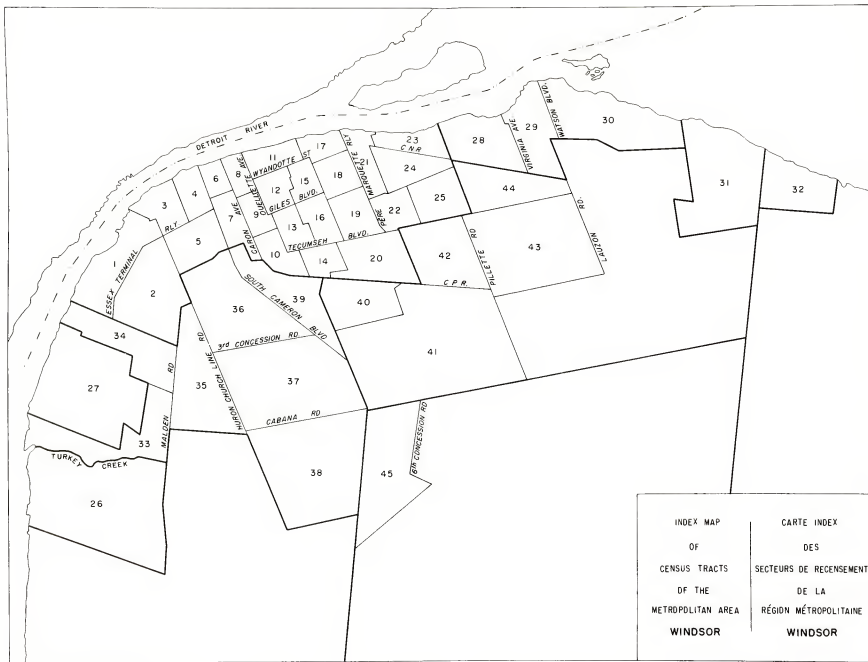 DETROIT RIVER
WATSON BLVD.
VIRGINIA AVE
30
29
28
23
C N R
17
11
WYANDOTTE ST
MARQUETTE RLY
21
24
OUELLETTE AVE
8
6
4
3
12
15
18
GILES BLVD.
PÈRE
22
25
44
31
32
RLY
7
AVE
9
13
16
19
5
CARON
TECUMSEH BLVD.
10
14
20
42
PILLETTE RD
43
LAUZON RD.
1
ESSEX TERMINAL
2
SOUTH CAMERON BLVD
39
36
40
C P R.
34
3rd CONCESSION RD.
41
HURON CHURCH LINE RD
MALDEN RD
35
27
37
33
CABANA RD
6th CONCESSION RD
TURKEY CREEK
38
45
26
INDEX MAP
OF
CENSUS TRACTS
OF THE
METROPOLITAN AREA
WINDSOR
CARTE INDEX
DES
SECTEURS DE RECENSEMENT
DE LA
RÉGION MÉTROPOLITAINE
WINDSOR